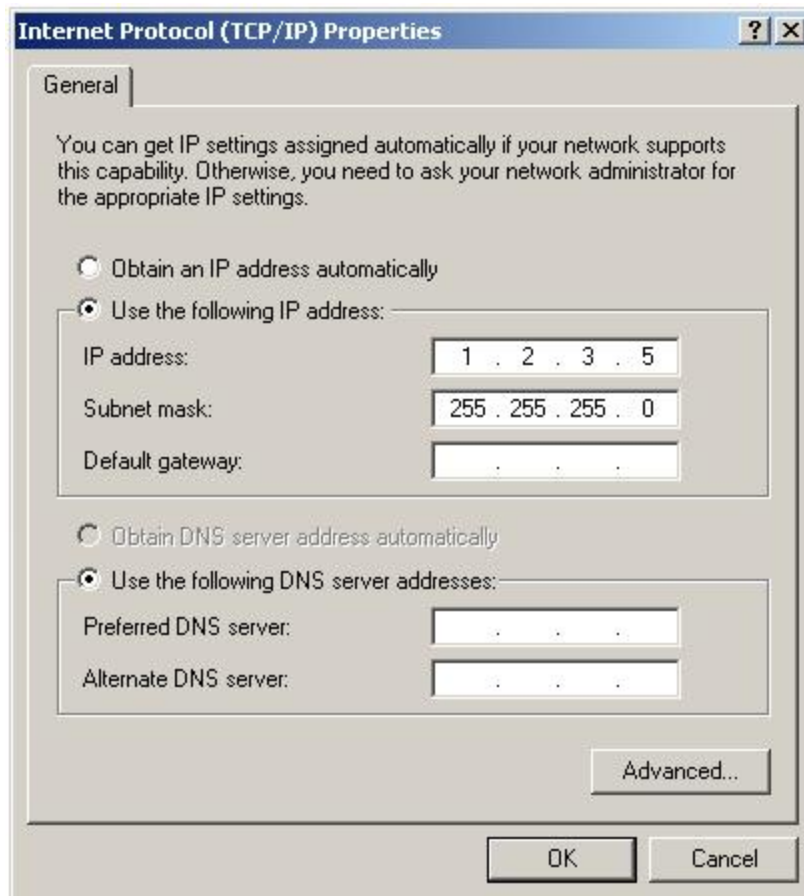 Internet Protocol (TCP/IP) Properties
General
You can get IP settings assigned automatically if your network supports
this capability. Otherwise, you need to ask your network administrator for
the appropriate IP settings.
Obtain an IP address automatically
Use the following IP address:
IP address: 1 . 2 . 3 . 5
Subnet mask: 255 . 255 . 255 . 0
Default gateway: . . .
Obtain DNS server address automatically
Use the following DNS server addresses:
Preferred DNS server: . . .
Alternate DNS server: . . .
Advanced...
OK Cancel